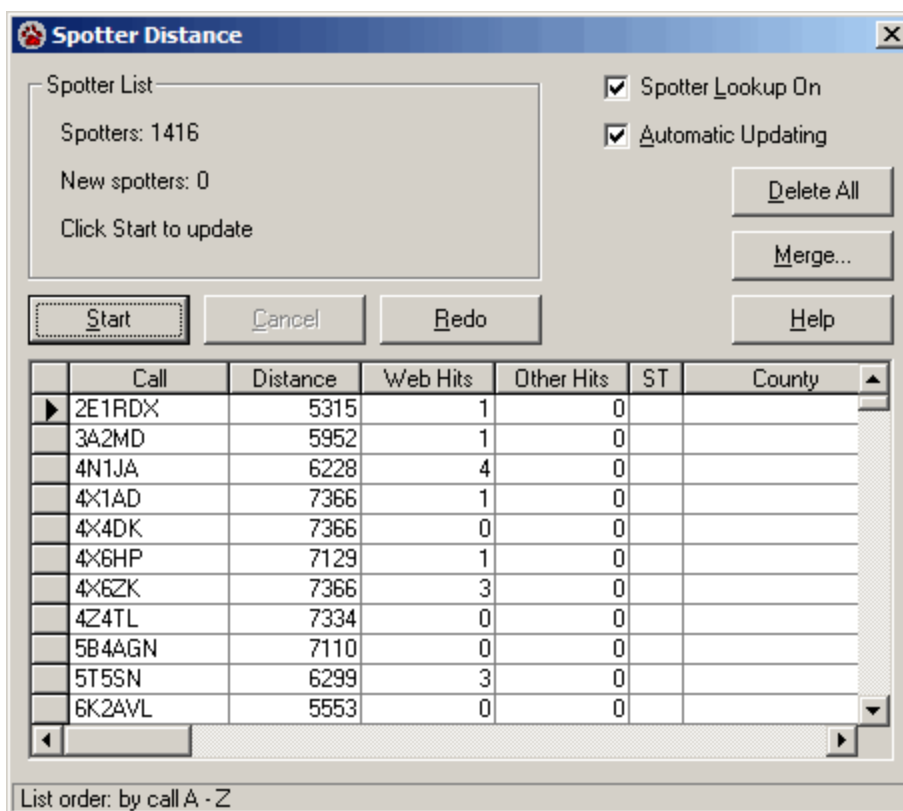 Spotter Distance
Spotter List
Spotters: 1416
New spotters: 0
Click Start to update
Spotter Lookup On
Automatic Updating
Delete All
Merge...
Start Cancel Redo Help
Call Distance Web Hits Other Hits ST County
2E1RDX 5315 1 0
3A2MD 5952 1 0
4N1JA 6228 4 0
4X1AD 7366 1 0
4X4DK 7366 0 0
4X6HP 7129 1 0
4X6ZK 7366 3 0
4Z4TL 7334 0 0
5B4AGN 7110 0 0
5T5SN 6299 3 0
6K2AVL 5553 0 0
List order: by call A - Z